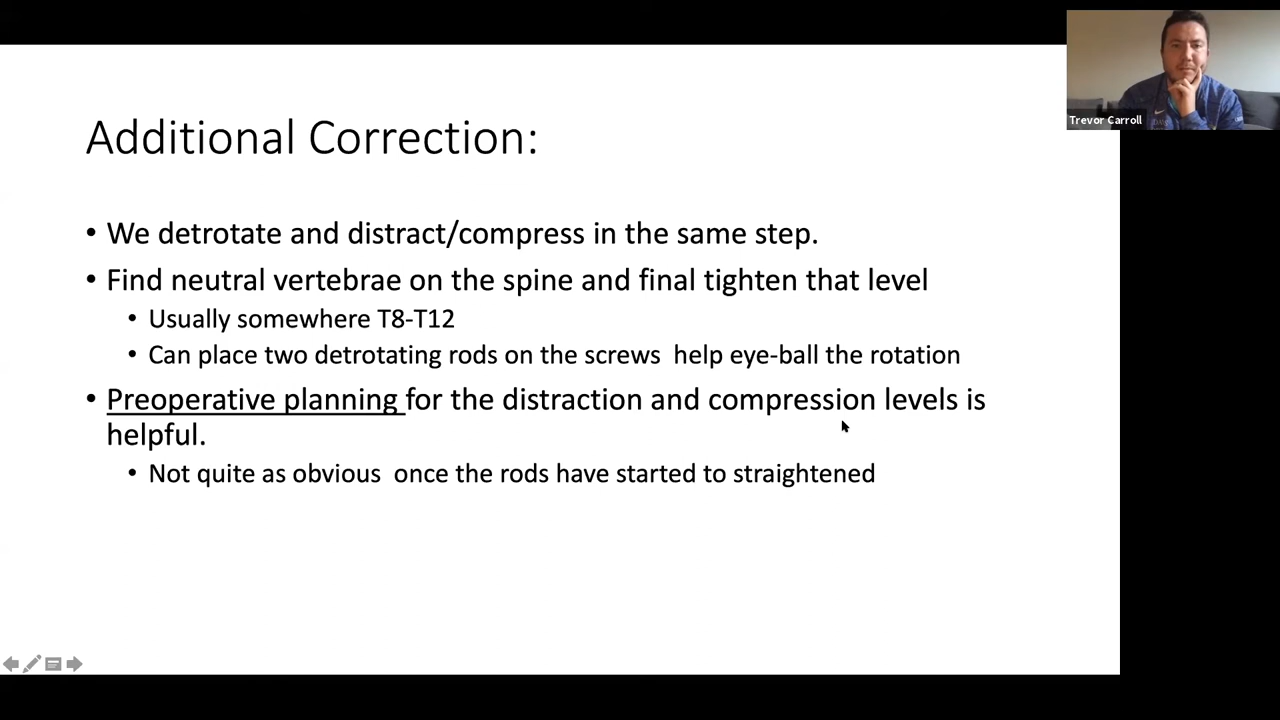 Trevor Carroll
Additional Correction:
• We detrotate and distract/compress in the same step.
• Find neutral vertebrae on the spine and final tighten that level
• Usually somewhere T8-T12
• Can place two detrotating rods on the screws  help eye-ball the rotation
• Preoperative planning for the distraction and compression levels is
helpful.
• Not quite as obvious  once the rods have started to straightened